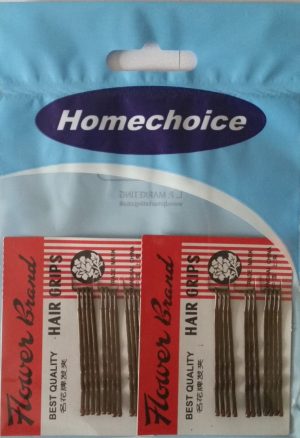 Homechoice
L.P. MARKETING
Flower Brand
HAIR GRIPS
BEST QUALITY
名花牌发夹
Flower Brand
HAIR GRIPS
BEST QUALITY
名花牌发夹